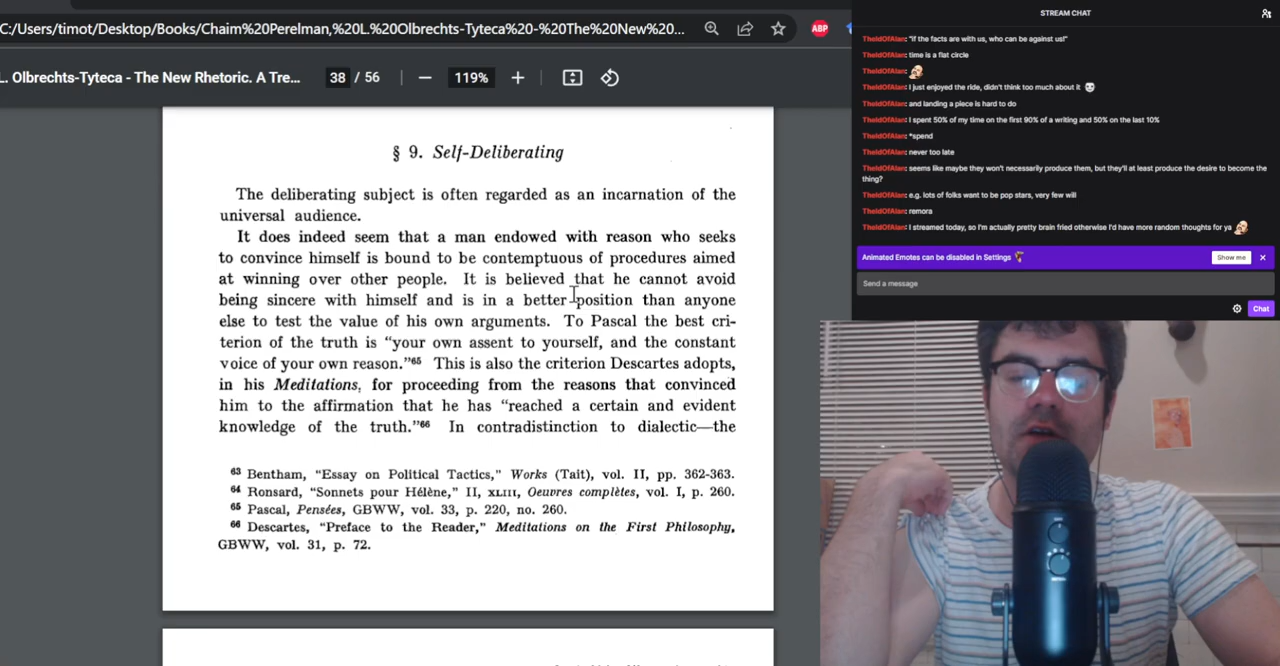 C:/Users/timot/Desktop/Books/Chaim%20Perelman,%20L.%20Olbrechts-Tyteca%20-%20The%20New%20Rhetoric...
ABP
L. Olbrechts-Tyteca - The New Rhetoric. A Tre...
38 / 56
119%
§ 9. Self-Deliberating
The deliberating subject is often regarded as an incarnation of the
universal audience.
It does indeed seem that a man endowed with reason who seeks
to convince himself is bound to be contemptuous of procedures aimed
at winning over other people. It is believed that he cannot avoid
being sincere with himself and is in a better position than anyone
else to test the value of his own arguments. To Pascal the best cri-
terion of the truth is "your own assent to yourself, and the constant
voice of your own reason."65 This is also the criterion Descartes adopts,
in his Meditations, for proceeding from the reasons that convinced
him to the affirmation that he has "reached a certain and evident
knowledge of the truth."66 In contradistinction to dialectic—the
63 Bentham, "Essay on Political Tactics," Works (Tait), vol. II, pp. 362-363.
64 Ronsard, "Sonnets pour Hélène," II, XLIII, Oeuvres complètes, vol. I, p. 260.
65 Pascal, Pensées, GBWW, vol. 33, p. 220, no. 260.
66 Descartes, "Preface to the Reader," Meditations on the First Philosophy,
GBWW, vol. 31, p. 72.
STREAM CHAT
TheIdOfAlan: "if the facts are with us, who can be against us!"
TheIdOfAlan: time is a flat circle
TheIdOfAlan:
TheIdOfAlan: I just enjoyed the ride, didn't think too much about it
TheIdOfAlan: and landing a piece is hard to do
TheIdOfAlan: I spent 50% of my time on the first 90% of a writing and 50% on the last 10%
TheIdOfAlan: *spend
TheIdOfAlan: never too late
TheIdOfAlan: seems like maybe they won't necessarily produce them, but they'll at least produce the desire to become the
thing?
TheIdOfAlan: e.g. lots of folks want to be pop stars, very few will
TheIdOfAlan: remora
TheIdOfAlan: I streamed today, so I'm actually pretty brain fried otherwise I'd have more random thoughts for ya
Animated Emotes can be disabled in Settings
Show me
Send a message
Chat